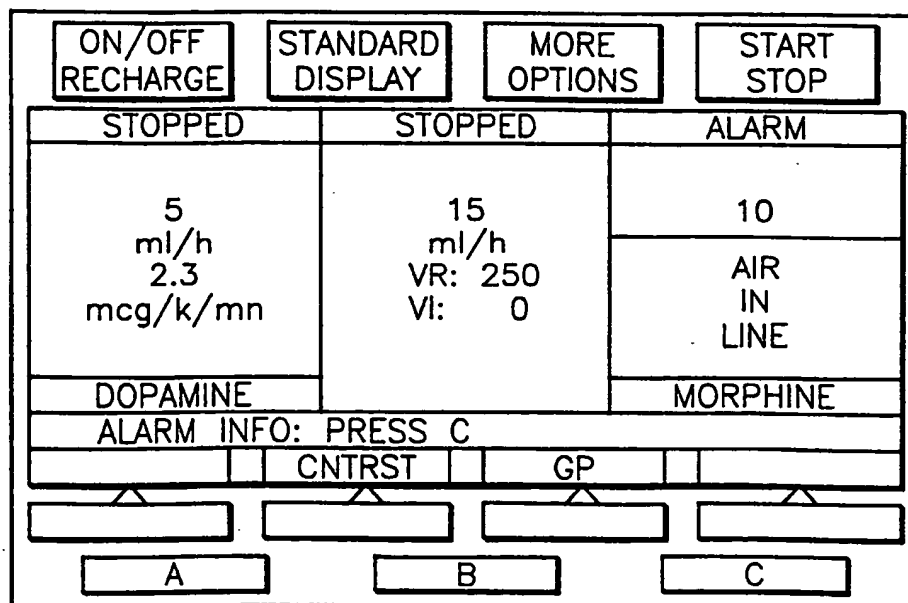 ON/OFF
RECHARGE
STANDARD
DISPLAY
MORE
OPTIONS
START
STOP
STOPPED
STOPPED
ALARM
5
ml/h
2.3
mcg/k/mn
15
ml/h
VR: 250
VI: 0
10
AIR
IN
LINE
DOPAMINE
MORPHINE
ALARM INFO: PRESS C
CNTRST
GP
A
B
C